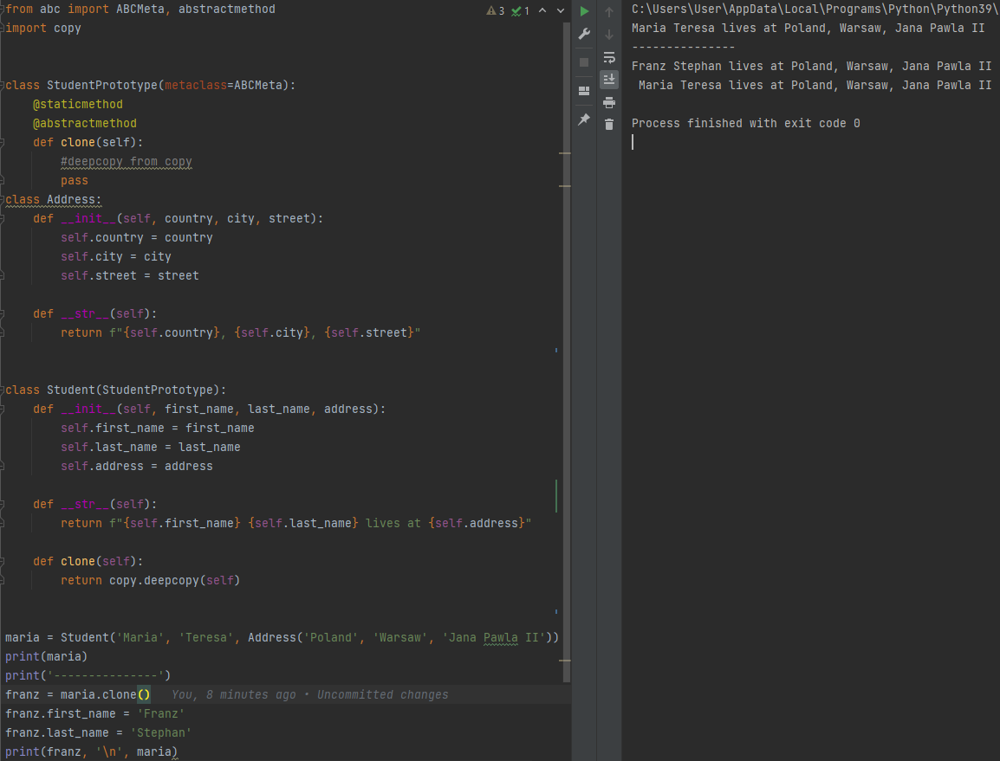 from abc import ABCMeta, abstractmethod
3 1
import copy
class StudentPrototype(metaclass=ABCMeta):
@staticmethod
@abstractmethod
def clone(self):
#deepcopy from copy
pass
class Address:
def __init__(self, country, city, street):
self.country = country
self.city = city
self.street = street
def __str__(self):
return f"{self.country}, {self.city}, {self.street}"
class Student(StudentPrototype):
def __init__(self, first_name, last_name, address):
self.first_name = first_name
self.last_name = last_name
self.address = address
def __str__(self):
return f"{self.first_name} {self.last_name} lives at {self.address}"
def clone(self):
return copy.deepcopy(self)
maria = Student('Maria', 'Teresa', Address('Poland', 'Warsaw', 'Jana Pawla II'))
print(maria)
print('---------------')
franz = maria.clone() You, 8 minutes ago • Uncommitted changes
franz.first_name = 'Franz'
franz.last_name = 'Stephan'
print(franz, '\n', maria)
C:\Users\User\AppData\Local\Programs\Python\Python39\
Maria Teresa lives at Poland, Warsaw, Jana Pawla II
---------------
Franz Stephan lives at Poland, Warsaw, Jana Pawla II
Maria Teresa lives at Poland, Warsaw, Jana Pawla II
Process finished with exit code 0